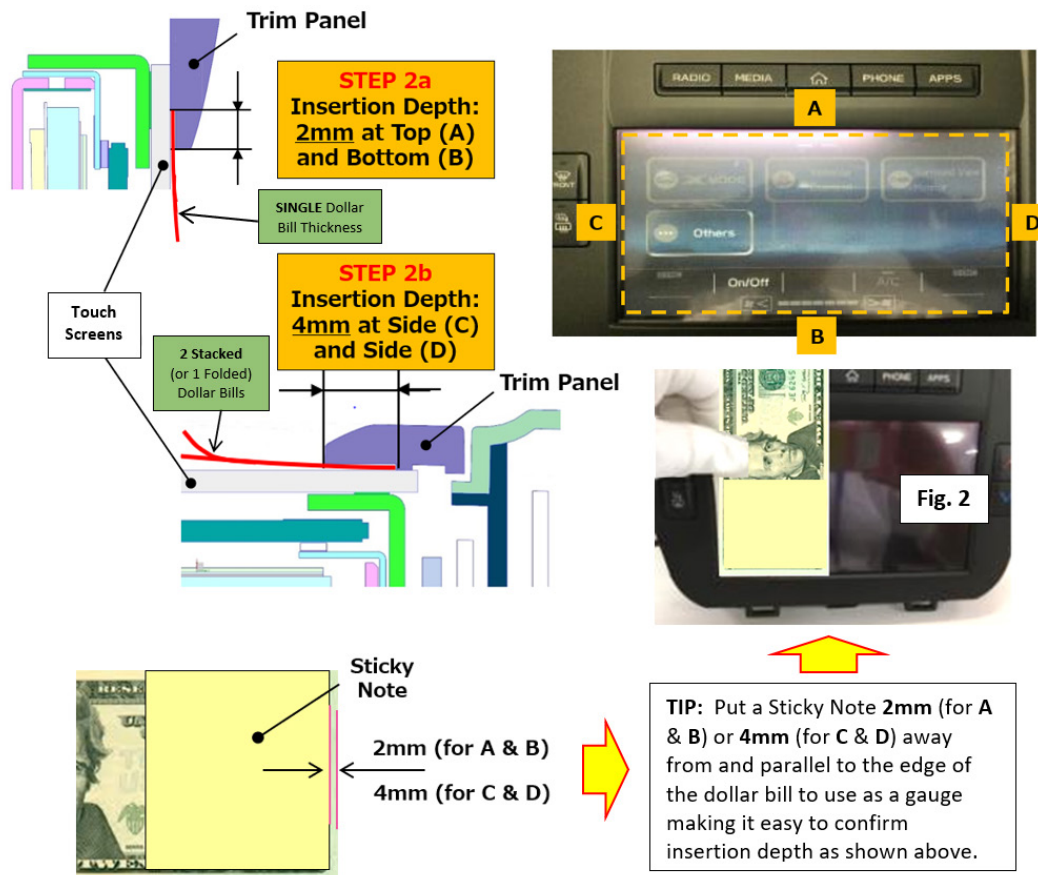 Trim Panel
STEP 2a
Insertion Depth:
2mm at Top (A)
and Bottom (B)
SINGLE Dollar
Bill Thickness
RADIO
MEDIA
PHONE
APPS
A
FRONT
C
D
Others
On/Off
A/C
B
STEP 2b
Insertion Depth:
4mm at Side (C)
and Side (D)
Touch
Screens
2 Stacked
(or 1 Folded)
Dollar Bills
Trim Panel
PHONE
APPS
Fig. 2
Sticky
Note
2mm (for A & B)
4mm (for C & D)
TIP: Put a Sticky Note 2mm (for A
& B) or 4mm (for C & D) away
from and parallel to the edge of
the dollar bill to use as a gauge
making it easy to confirm
insertion depth as shown above.